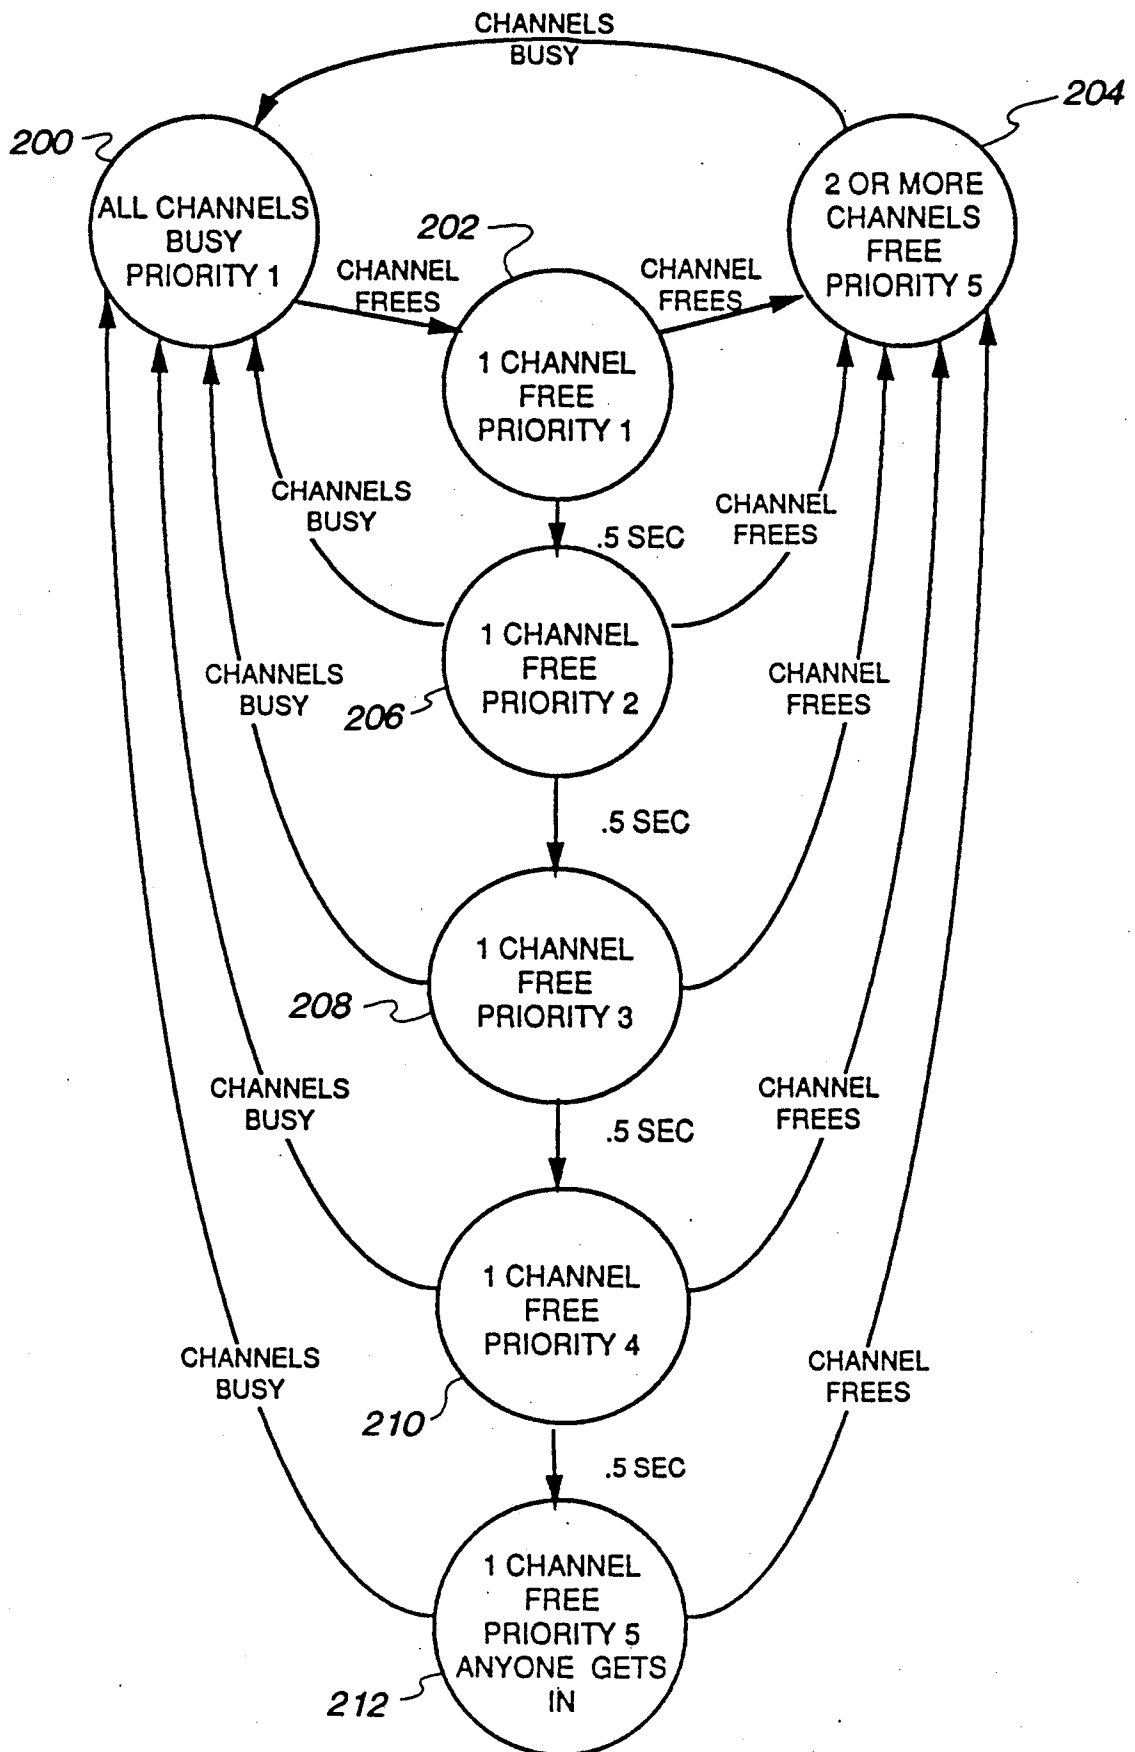 CHANNELS
BUSY
200
204
ALL CHANNELS
BUSY
PRIORITY 1
2 OR MORE
CHANNELS
FREE
PRIORITY 5
202
CHANNEL
FREES
CHANNEL
FREES
1 CHANNEL
FREE
PRIORITY 1
CHANNELS
BUSY
CHANNEL
FREES
.5 SEC
1 CHANNEL
FREE
PRIORITY 2
206
CHANNELS
BUSY
CHANNEL
FREES
.5 SEC
1 CHANNEL
FREE
PRIORITY 3
208
CHANNELS
BUSY
CHANNEL
FREES
.5 SEC
1 CHANNEL
FREE
PRIORITY 4
210
CHANNELS
BUSY
CHANNEL
FREES
.5 SEC
1 CHANNEL
FREE
PRIORITY 5
ANYONE GETS
IN
212